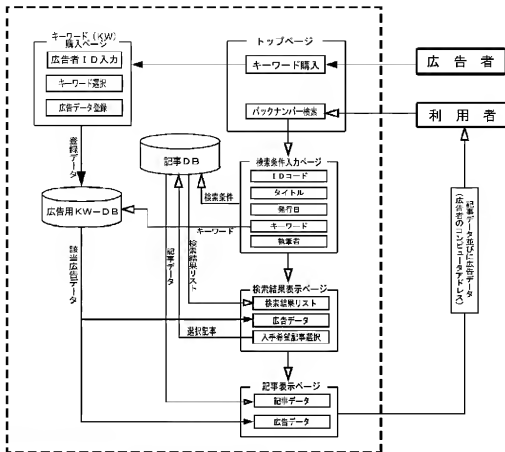 キーワード（KW）
購入ページ
広告者ＩＤ入力
キーワード選択
広告データ登録
トップページ
キーワード購入
バックナンバー検索
広告者
利用者
登録データ
記事DB
広告用KW－DB
検索条件
キーワード
検索条件入力ページ
ＩＤコード
タイトル
発行日
キーワード
執筆者
該当広告データ
記事データ
検索結果リスト
選択記事
検索結果表示ページ
検索結果リスト
広告データ
入手希望記事選択
記事表示ページ
記事データ
広告データ
記事データ並びに広告データ
（広告者のコンピュータアドレス）